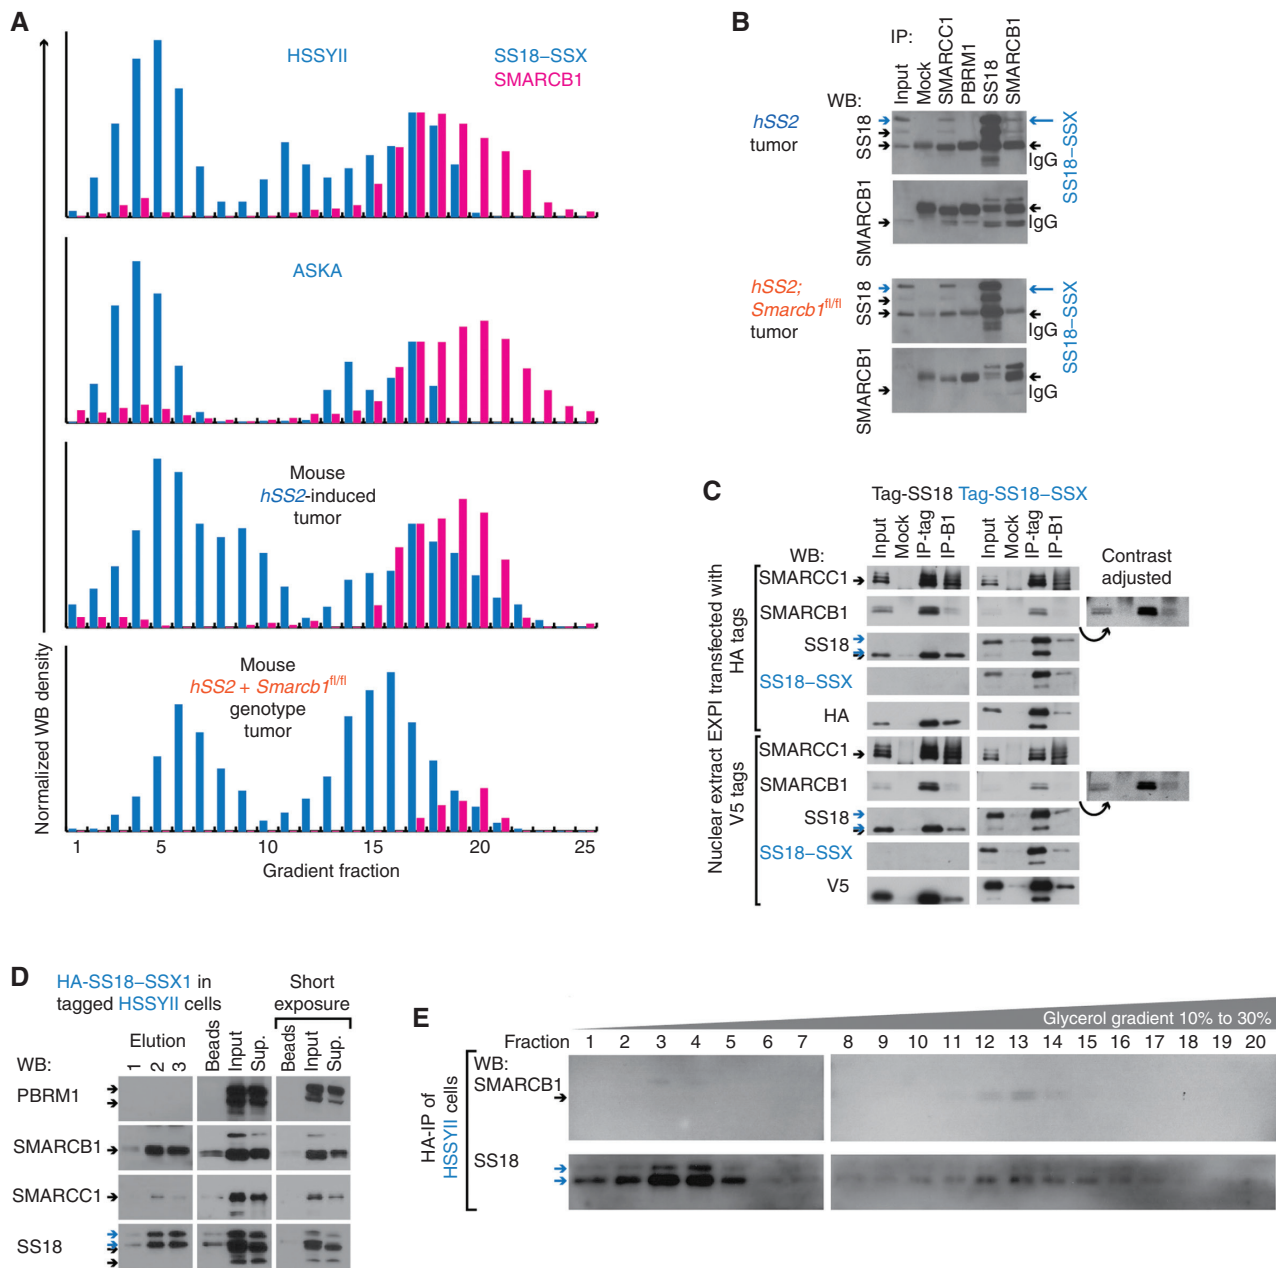 A
HSSYII
SS18–SSX
SMARCB1
ASKA
Mouse
hSS2-induced
tumor
Mouse
hSS2 + Smarcb1fl/fl
genotype
tumor
Normalized WB density
1 5 10 15 20 25
Gradient fraction
B
IP:
Input
Mock
SMARCC1
PBRM1
SS18
SMARCB1
WB:
hSS2
tumor
SS18
IgG
SS18–SSX
SMARCB1
IgG
hSS2;
Smarcb1fl/fl
tumor
SS18
IgG
SS18–SSX
SMARCB1
IgG
C
Tag-SS18 Tag-SS18–SSX
Input
Mock
IP-tag
IP-B1
Input
Mock
IP-tag
IP-B1
WB:
Contrast
adjusted
Nuclear extract EXPI transfected with
HA tags
V5 tags
SMARCC1
SMARCB1
SS18
SS18–SSX
HA
SMARCC1
SMARCB1
SS18
SS18–SSX
V5
D
HA-SS18–SSX1 in
tagged HSSYII cells
Short
exposure
Elution
WB: 1 2 3
Beads
Input
Sup.
Beads
Input
Sup.
PBRM1
SMARCB1
SMARCC1
SS18
E
Glycerol gradient 10% to 30%
Fraction 1 2 3 4 5 6 7 8 9 10 11 12 13 14 15 16 17 18 19 20
HA-IP of
HSSYII cells
WB:
SMARCB1
SS18